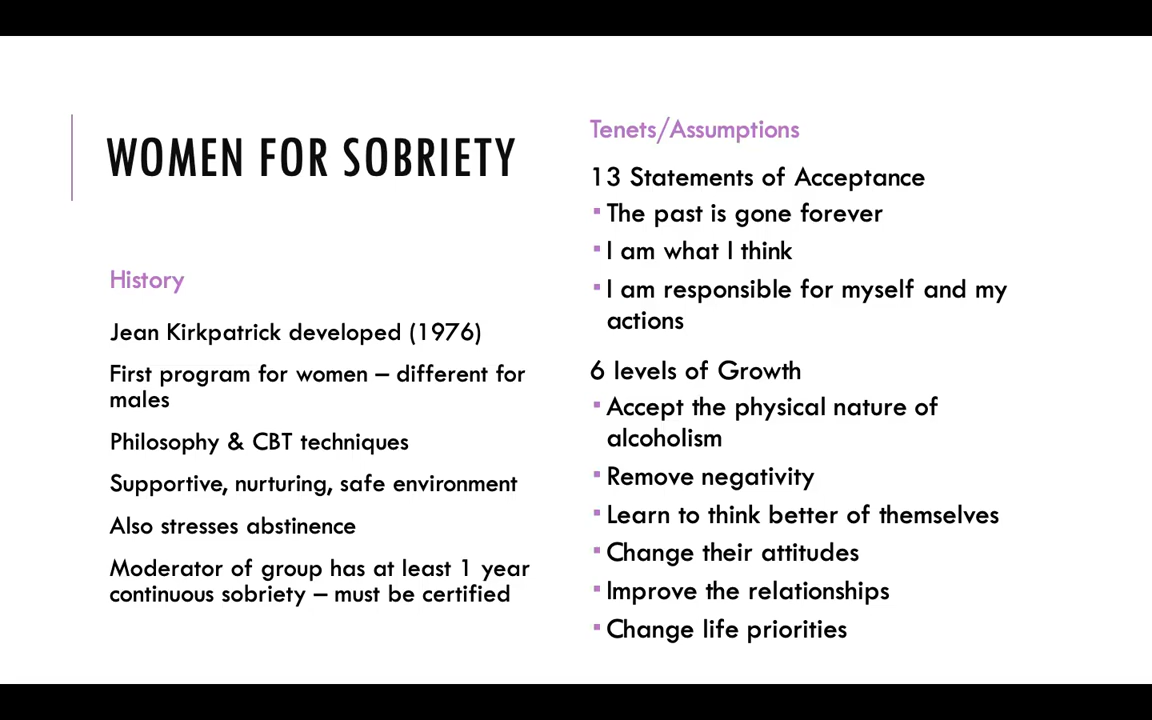 WOMEN FOR SOBRIETY
History
Jean Kirkpatrick developed (1976)
First program for women – different for
males
Philosophy & CBT techniques
Supportive, nurturing, safe environment
Also stresses abstinence
Moderator of group has at least 1 year
continuous sobriety – must be certified
Tenets/Assumptions
13 Statements of Acceptance
▪ The past is gone forever
▪ I am what I think
▪ I am responsible for myself and my
actions
6 levels of Growth
▪ Accept the physical nature of
alcoholism
▪ Remove negativity
▪ Learn to think better of themselves
▪ Change their attitudes
▪ Improve the relationships
▪ Change life priorities